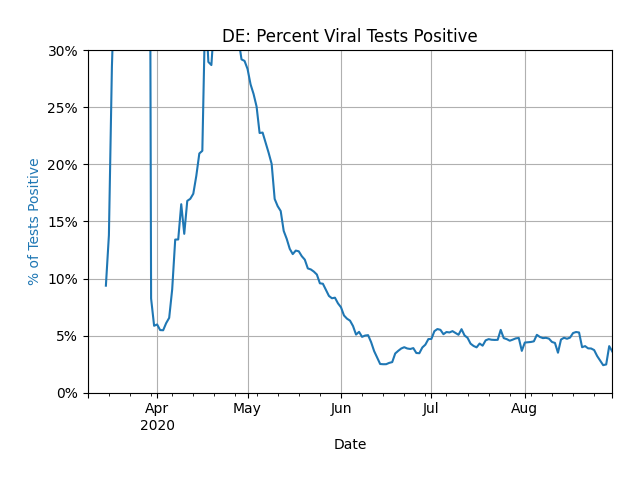 DE: Percent Viral Tests Positive
30%
25%
20%
15%
10%
5%
0%
% of Tests Positive
Apr
2020
May
Jun
Jul
Aug
Date